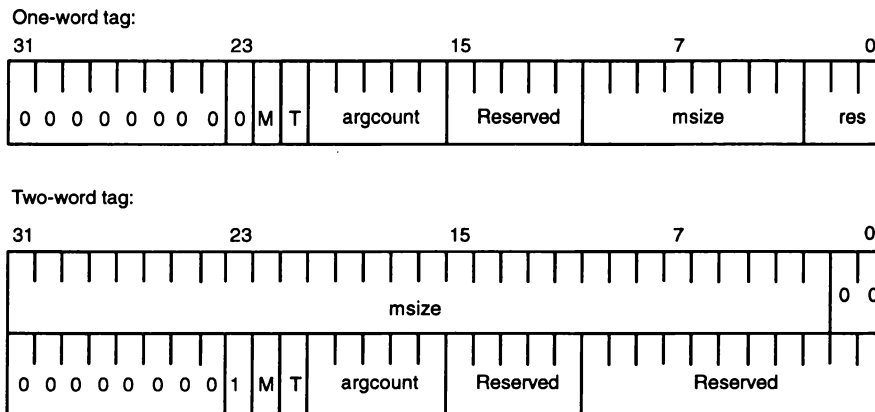 One-word tag:
31 23 15 7 0
0 0 0 0 0 0 0 0 0 M T argcount Reserved msize res
Two-word tag:
31 23 15 7 0
msize 0 0
0 0 0 0 0 0 0 0 1 M T argcount Reserved Reserved